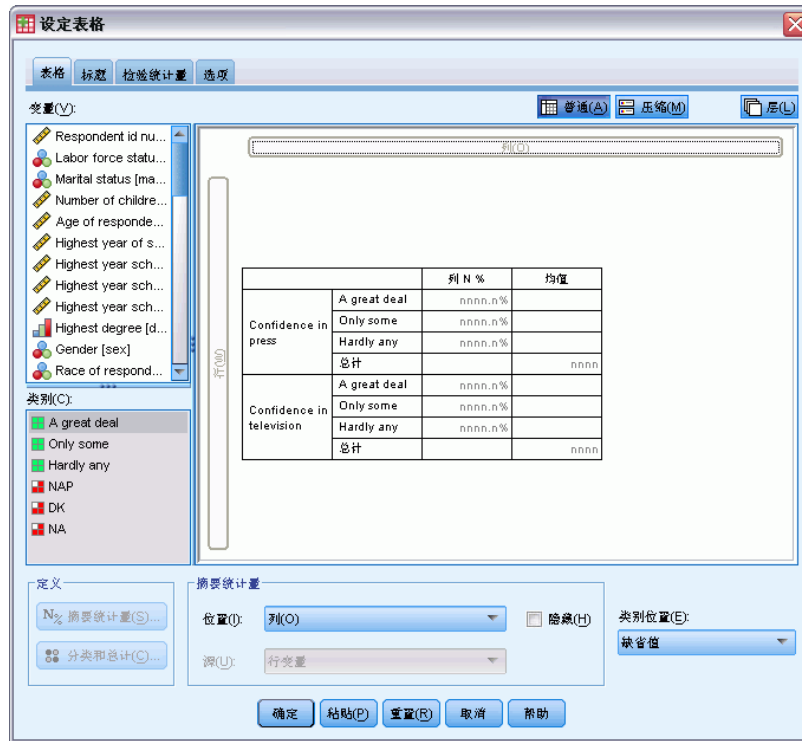 设定表格
表格 标题 检验统计量 选项
变量(V):
普通(A) 压缩(M) 层(L)
Respondent id nu...
Labor force statu...
Marital status [ma...
Number of childre...
Age of responde...
Highest year of s...
Highest year sch...
Highest year sch...
Highest year sch...
Highest degree [d...
Gender [sex]
Race of respond...
类别(C):
A great deal
Only some
Hardly any
NAP
DK
NA
列(O)
行(W)
列 N % 均值
Confidence in press
A great deal nnnn.n%
Only some nnnn.n%
Hardly any nnnn.n%
总计 nnnn
Confidence in television
A great deal nnnn.n%
Only some nnnn.n%
Hardly any nnnn.n%
总计 nnnn
定义
N% 摘要统计量(S)...
分类和总计(C)...
摘要统计量
位置(I): 列(O) 隐藏(H)
源(U): 行变量
类别位置(E):
缺省值
确定 粘贴(P) 重置(R) 取消 帮助